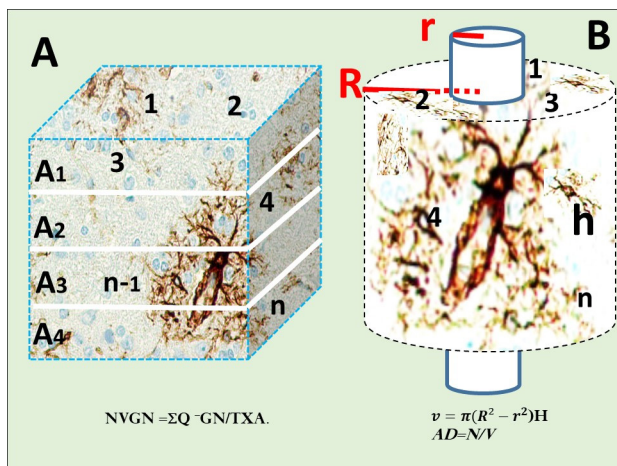 A
1
2
3
4
A1
A2
A3
n-1
A4
n
NVGN =ΣQ ⁻GN/TXA.
B
r
R
1
2
3
4
h
n
v = π(R² − r²)H
AD=N/V